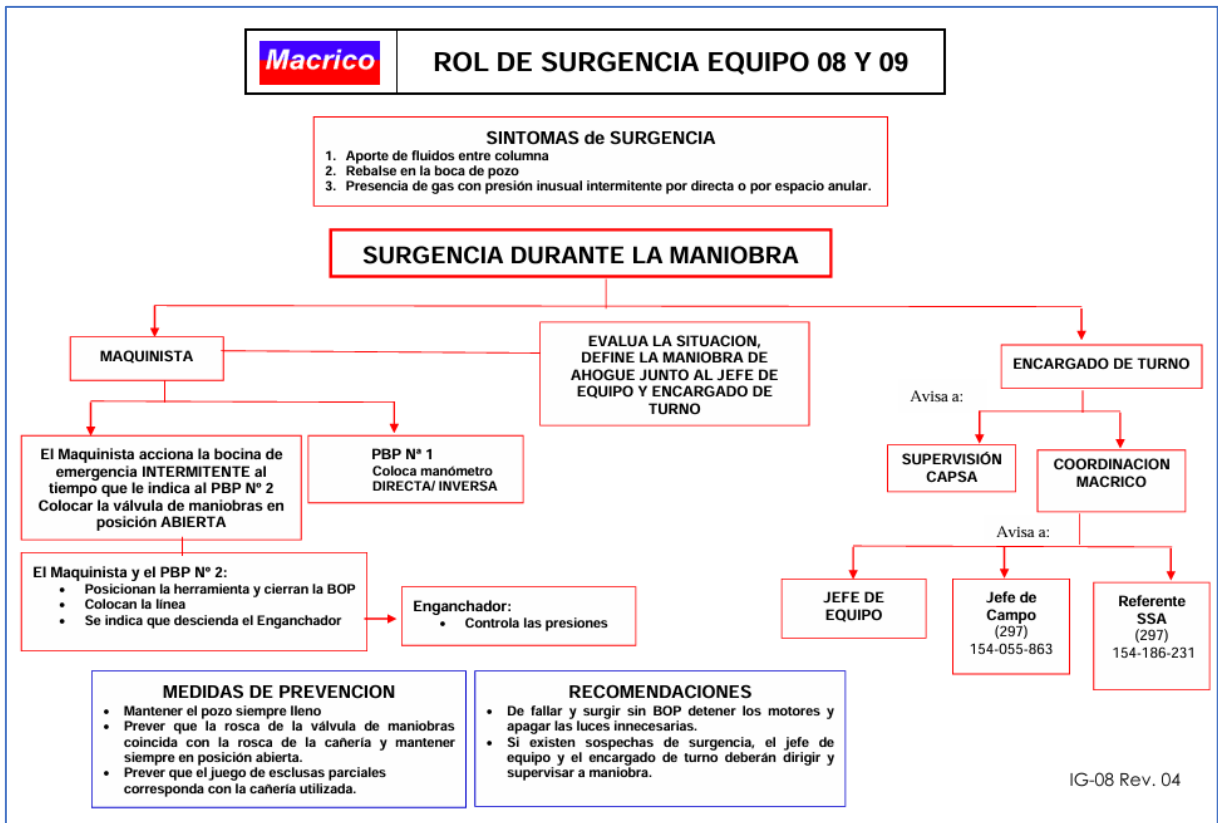 Macrico
ROL DE SURGENCIA EQUIPO 08 Y 09
SINTOMAS de SURGENCIA
1. Aporte de fluidos entre columna
2. Rebalse en la boca de pozo
3. Presencia de gas con presión inusual intermitente por directa o por espacio anular.
SURGENCIA DURANTE LA MANIOBRA
MAQUINISTA
EVALUA LA SITUACION,
DEFINE LA MANIOBRA DE
AHOGUE JUNTO AL JEFE DE
EQUIPO Y ENCARGADO DE
TURNO
ENCARGADO DE TURNO
Avisa a:
El Maquinista acciona la bocina de
emergencia INTERMITENTE al
tiempo que le indica al PBP Nº 2
Colocar la válvula de maniobras en
posición ABIERTA
PBP Nª 1
Coloca manómetro
DIRECTA/ INVERSA
SUPERVISIÓN
CAPSA
COORDINACION
MACRICO
Avisa a:
El Maquinista y el PBP Nº 2:
• Posicionan la herramienta y cierran la BOP
• Colocan la línea
• Se indica que descienda el Enganchador
Enganchador:
• Controla las presiones
JEFE DE
EQUIPO
Jefe de
Campo
(297)
154-055-863
Referente
SSA
(297)
154-186-231
MEDIDAS DE PREVENCION
• Mantener el pozo siempre lleno
• Prever que la rosca de la válvula de maniobras
coincida con la rosca de la cañería y mantener
siempre en posición abierta.
• Prever que el juego de esclusas parciales
corresponda con la cañería utilizada.
RECOMENDACIONES
• De fallar y surgir sin BOP detener los motores y
apagar las luces innecesarias.
• Si existen sospechas de surgencia, el jefe de
equipo y el encargado de turno deberán dirigir y
supervisar a maniobra.
IG-08 Rev. 04